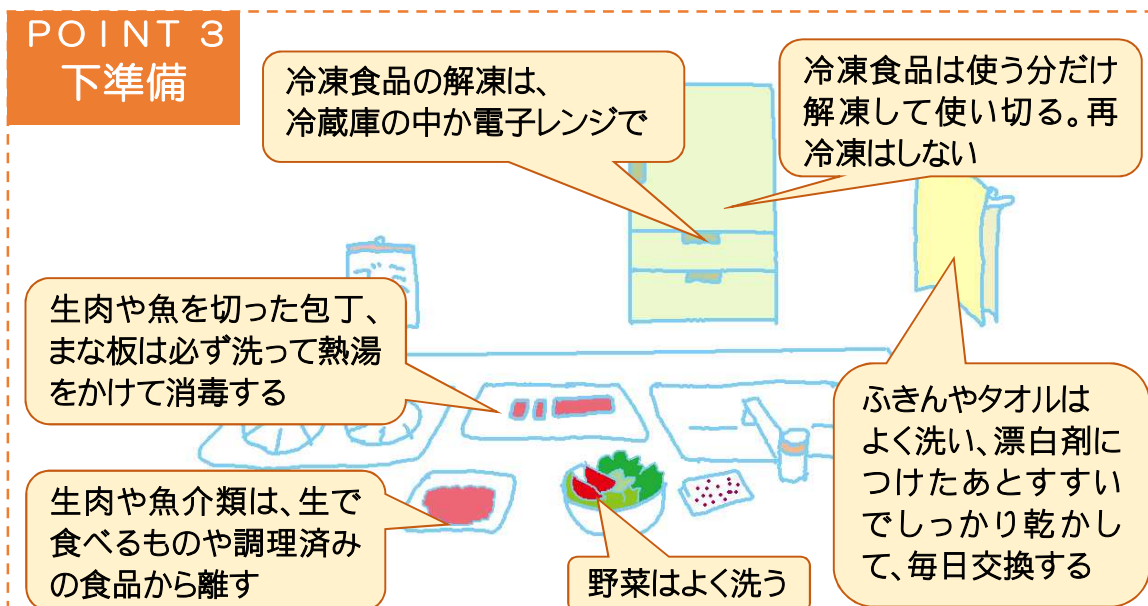 POINT 3
下準備
冷凍食品の解凍は、
冷蔵庫の中か電子レンジで
冷凍食品は使う分だけ
解凍して使い切る。再
冷凍はしない
生肉や魚を切った包丁、
まな板は必ず洗って熱湯
をかけて消毒する
ふきんやタオルは
よく洗い、漂白剤に
つけたあとすすい
でしっかり乾かし
て、毎日交換する
生肉や魚介類は、生で
食べるものや調理済み
の食品から離す
野菜はよく洗う